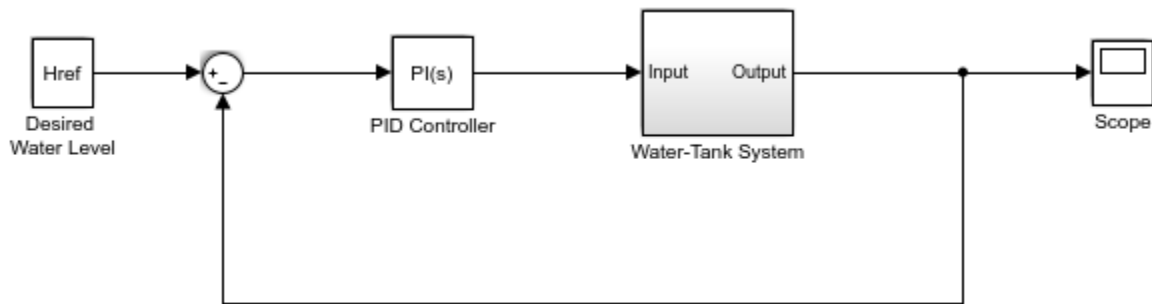 Href
Desired
Water Level
+
-
PI(s)
PID Controller
Input
Output
Water-Tank System
Scope